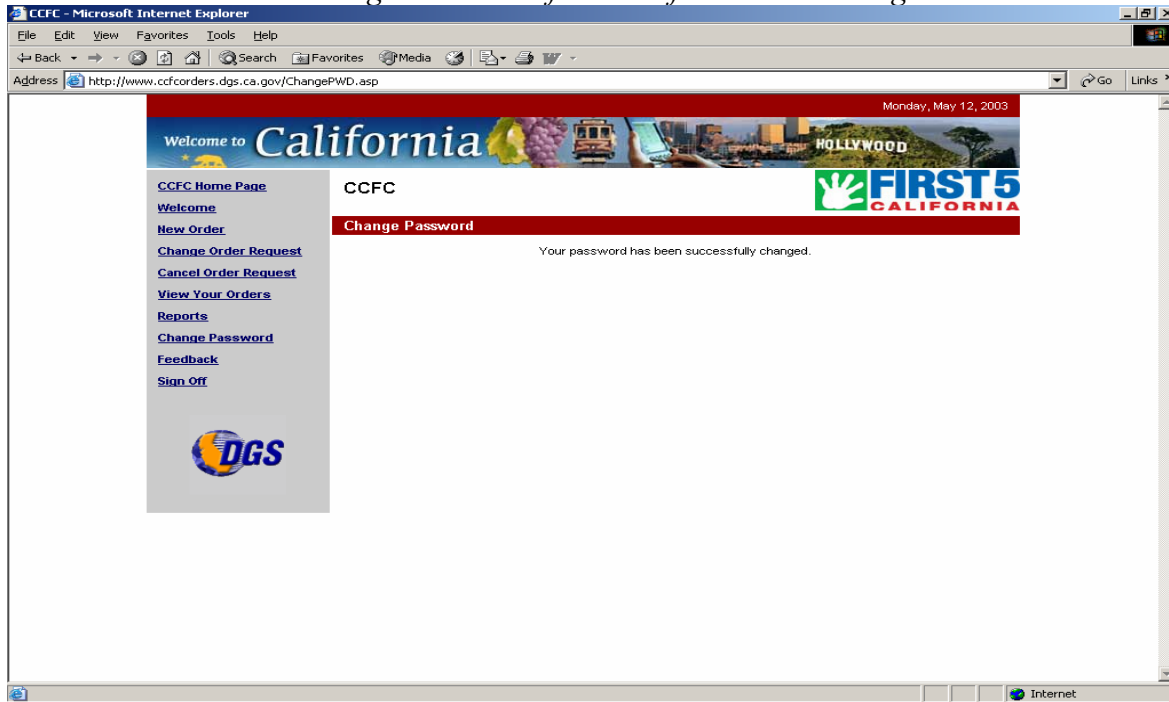 CCFC - Microsoft Internet Explorer
File Edit View Favorites Tools Help
Back Search Favorites Media
Address http://www.ccfcorders.dgs.ca.gov/ChangePWD.asp Go Links
Monday, May 12, 2003
Welcome to California
HOLLYWOOD
CCFC Home Page
Welcome
New Order
Change Order Request
Cancel Order Request
View Your Orders
Reports
Change Password
Feedback
Sign Off
DGS
CCFC
FIRST 5
CALIFORNIA
Change Password
Your password has been successfully changed.
Internet